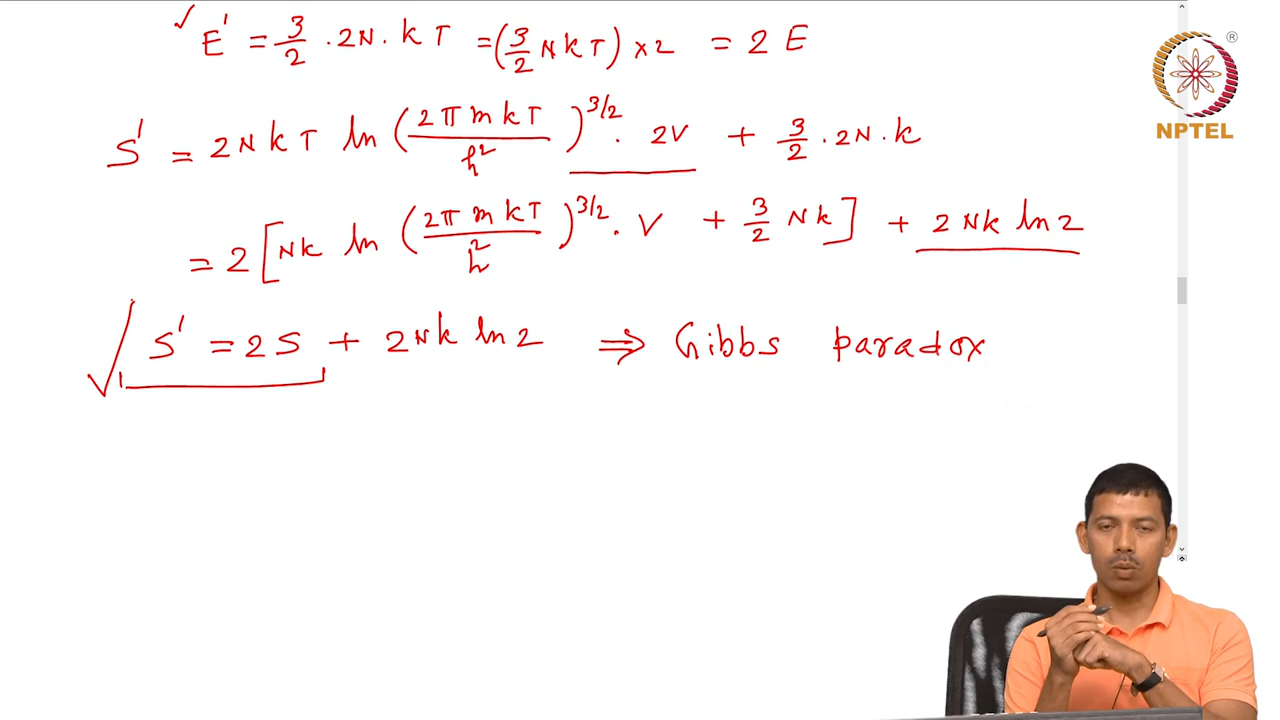 ✓ E' = 3/2 . 2N . kT = (3/2 NkT) × 2 = 2E
S' = 2NkT ln (2πmkT/h²)^3/2 . 2V + 3/2 . 2N . k
= 2 [Nk ln (2πmkT/h²)^3/2 . V + 3/2 Nk] + 2Nk ln 2
✓ S' = 2S + 2Nk ln 2 ⇒ Gibbs paradox
®
NPTEL